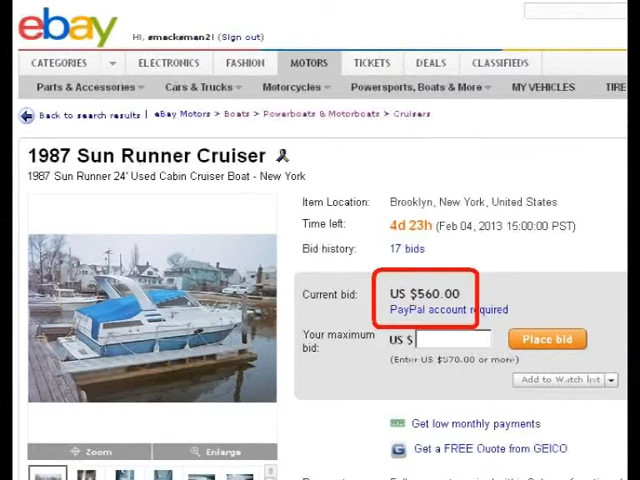 ebay
Hi, smacksman2! (Sign out)
CATEGORIES ELECTRONICS FASHION MOTORS TICKETS DEALS CLASSIFIEDS
Parts & Accessories Cars & Trucks Motorcycles Powersports, Boats & More MY VEHICLES TIRE
Back to search results | eBay Motors > Boats > Powerboats & Motorboats > Cruisers
1987 Sun Runner Cruiser
1987 Sun Runner 24' Used Cabin Cruiser Boat - New York
Item Location: Brooklyn, New York, United States
Time left: 4d 23h (Feb 04, 2013 15:00:00 PST)
Bid history: 17 bids
Current bid: US $560.00
PayPal account required
Your maximum bid: US $ Place bid
(Enter US $570.00 or more)
Add to Watch list
Get low monthly payments
Get a FREE Quote from GEICO
Zoom Enlarge